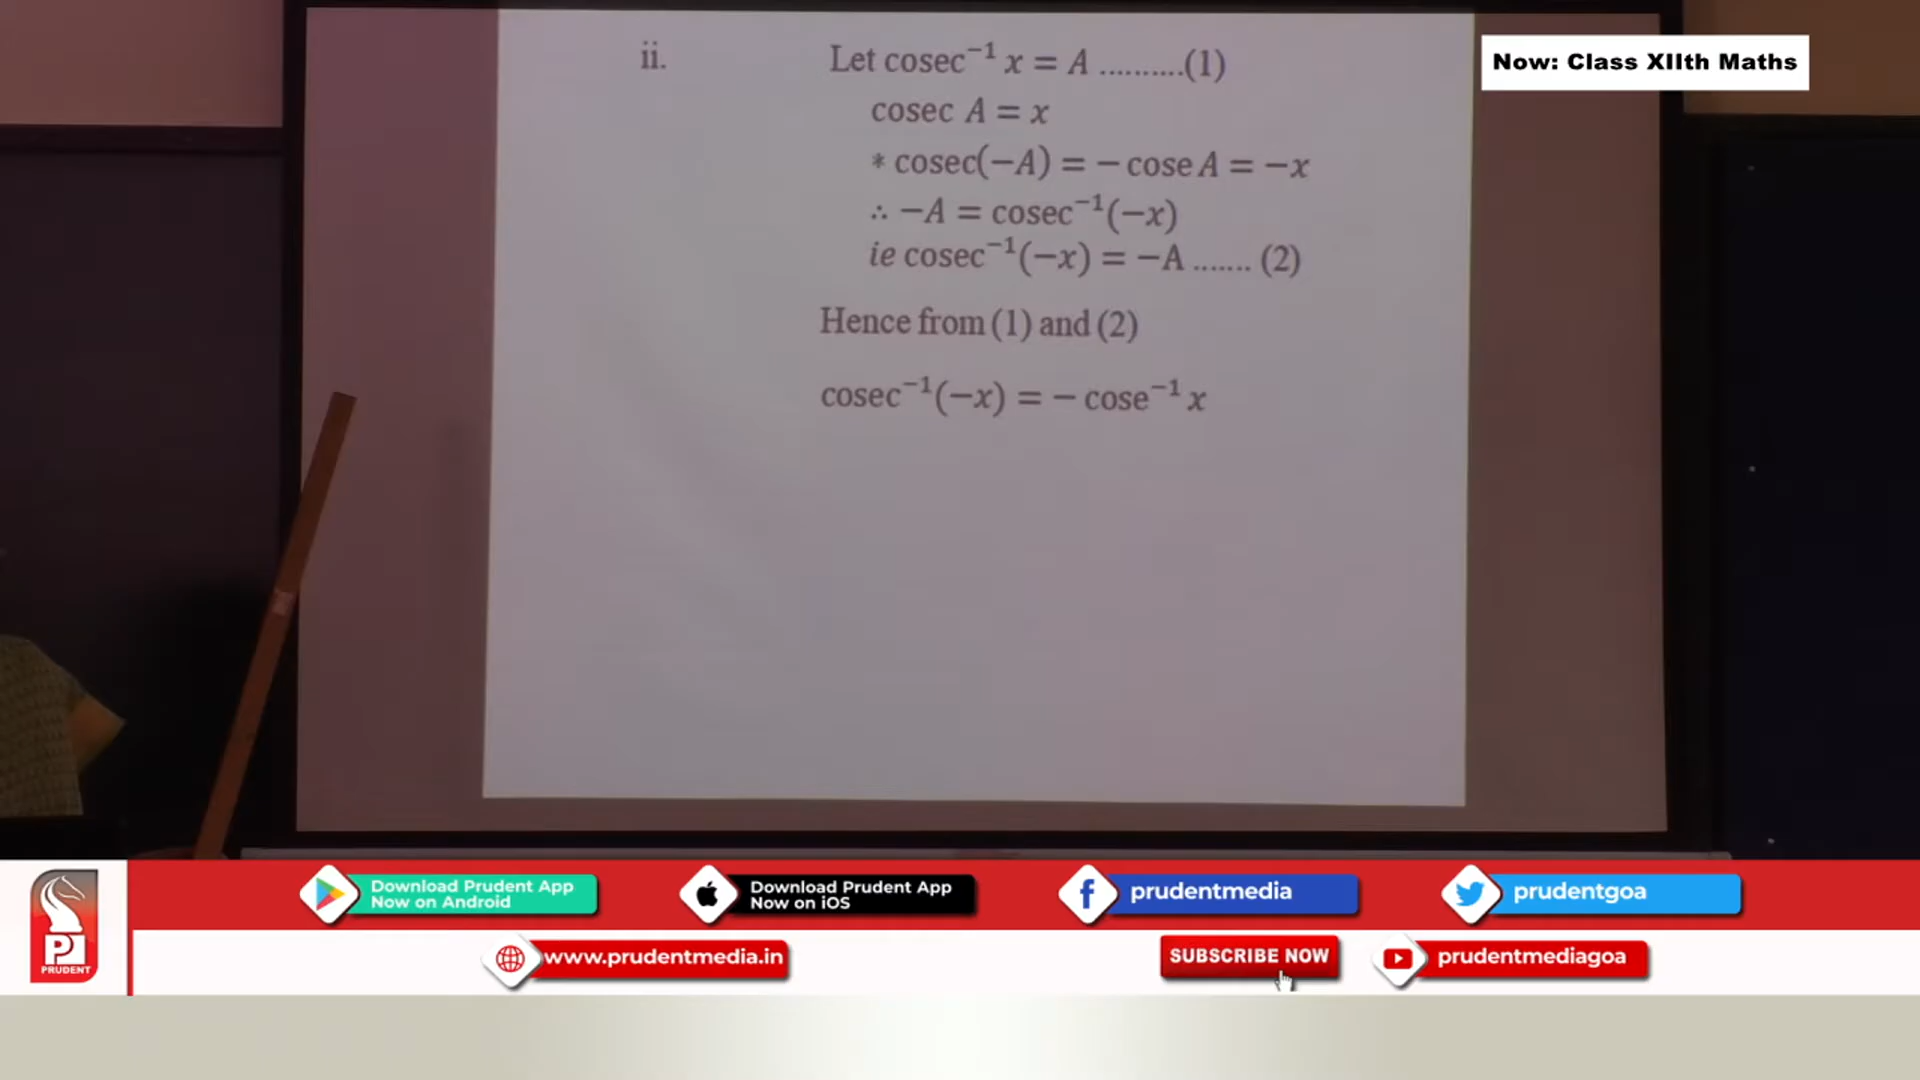 ii. Let cosec⁻¹ x = A ..........(1)
Now: Class XIIth Maths
cosec A = x
* cosec(−A) = − cose A = −x
∴ −A = cosec⁻¹(−x)
ie cosec⁻¹(−x) = −A ....... (2)
Hence from (1) and (2)
cosec⁻¹(−x) = − cose⁻¹ x
Download Prudent App
Now on Android
Download Prudent App
Now on iOS
prudentmedia
prudentgoa
PRUDENT
www.prudentmedia.in
SUBSCRIBE NOW
prudentmediagoa